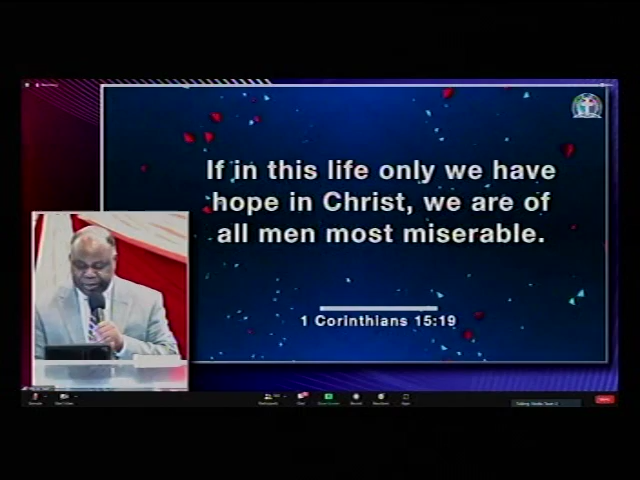 If in this life only we have
hope in Christ, we are of
all men most miserable.
1 Corinthians 15:19